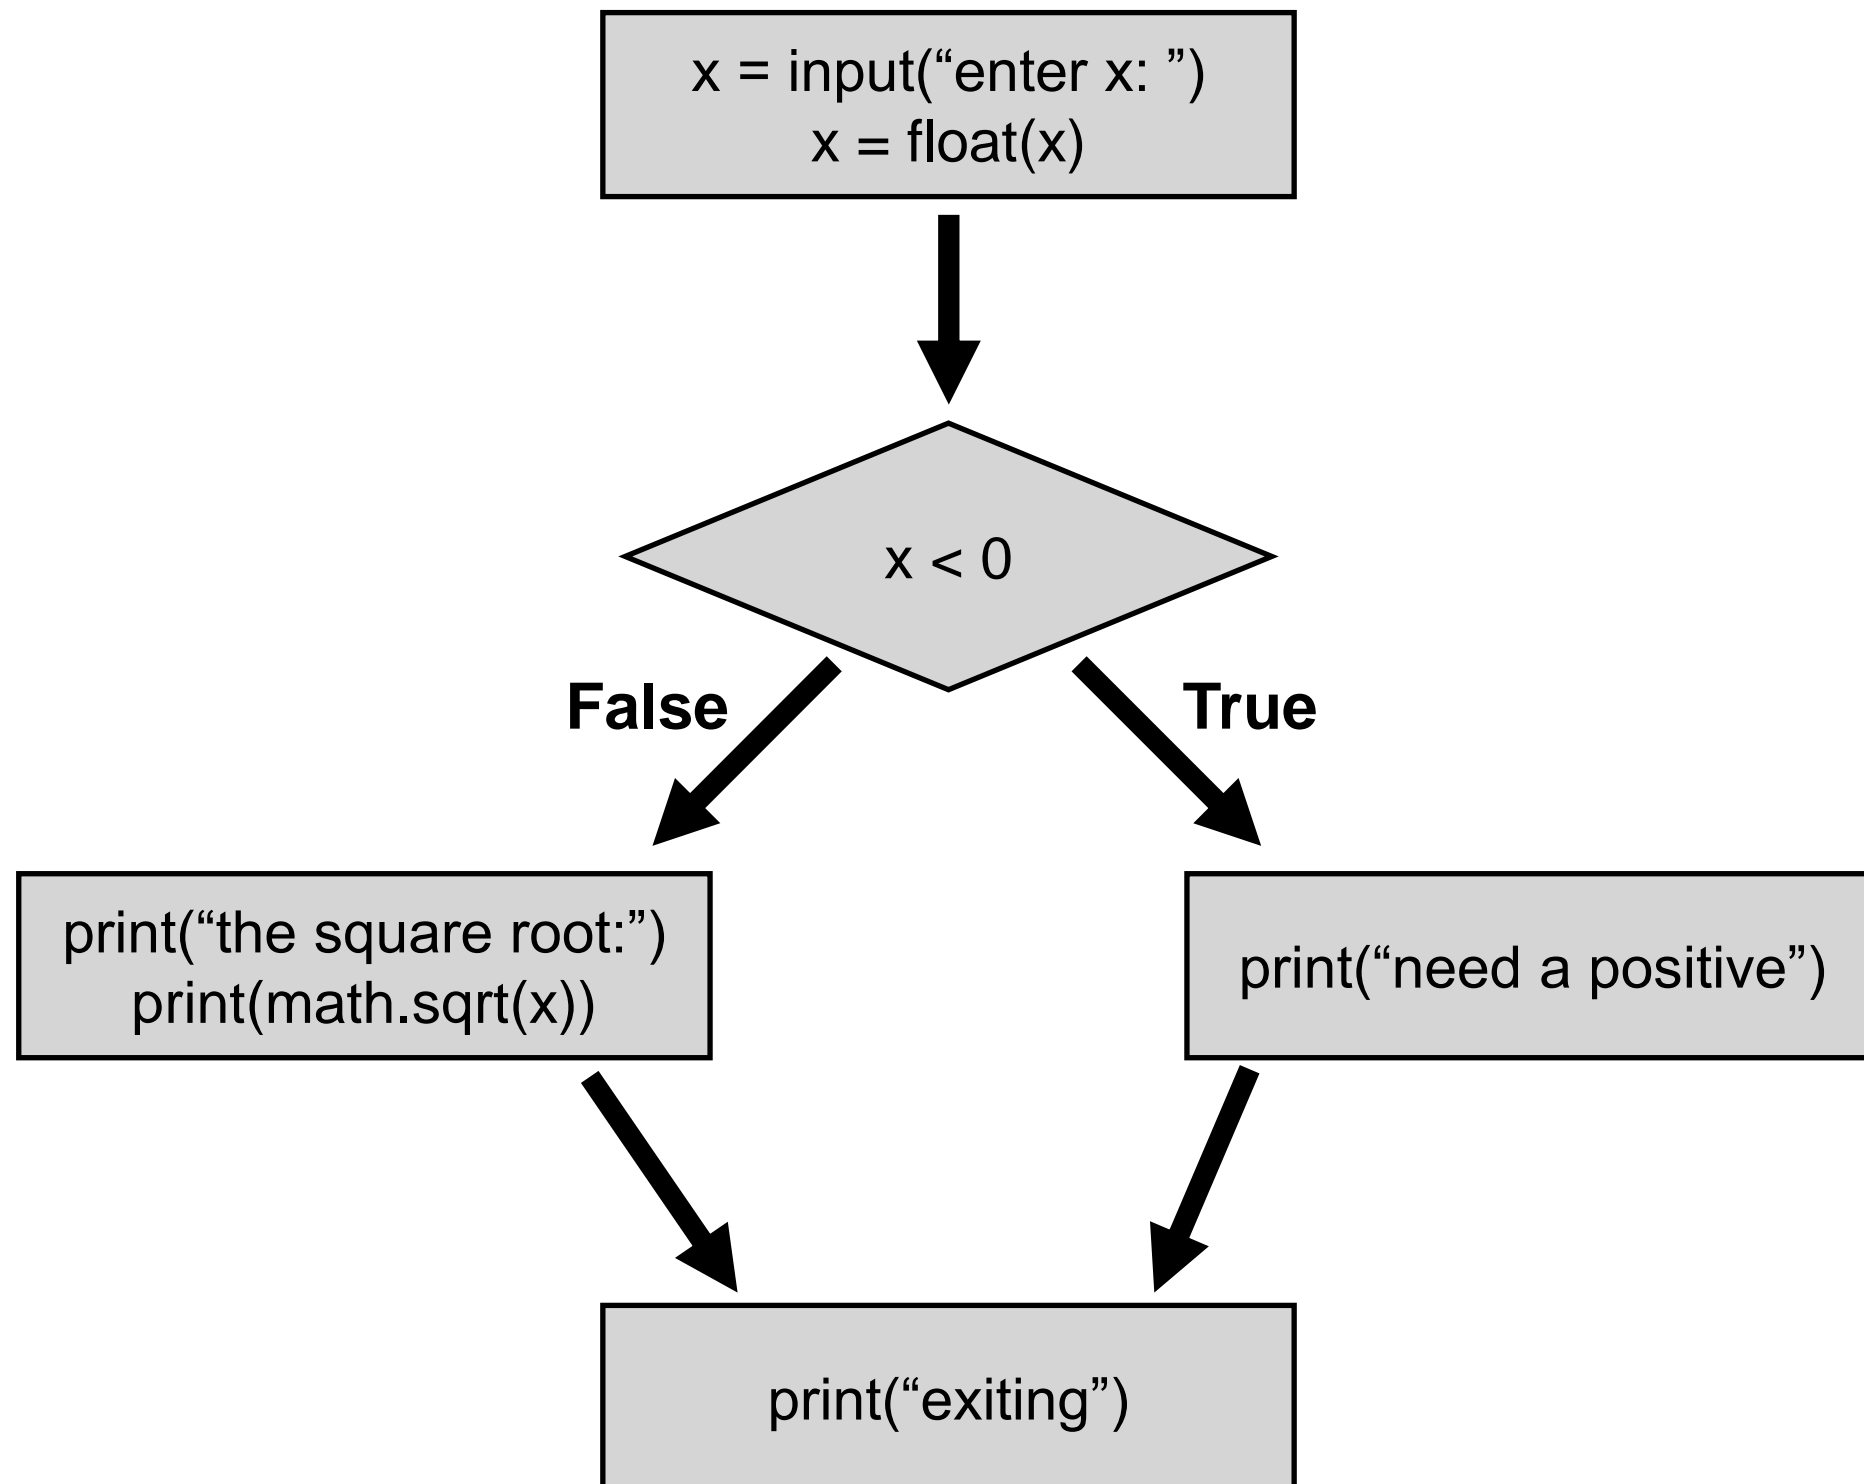 x = input(“enter x: ”)
x = float(x)
x < 0
False
True
print(“the square root:”)
print(math.sqrt(x))
print(“need a positive”)
print(“exiting”)